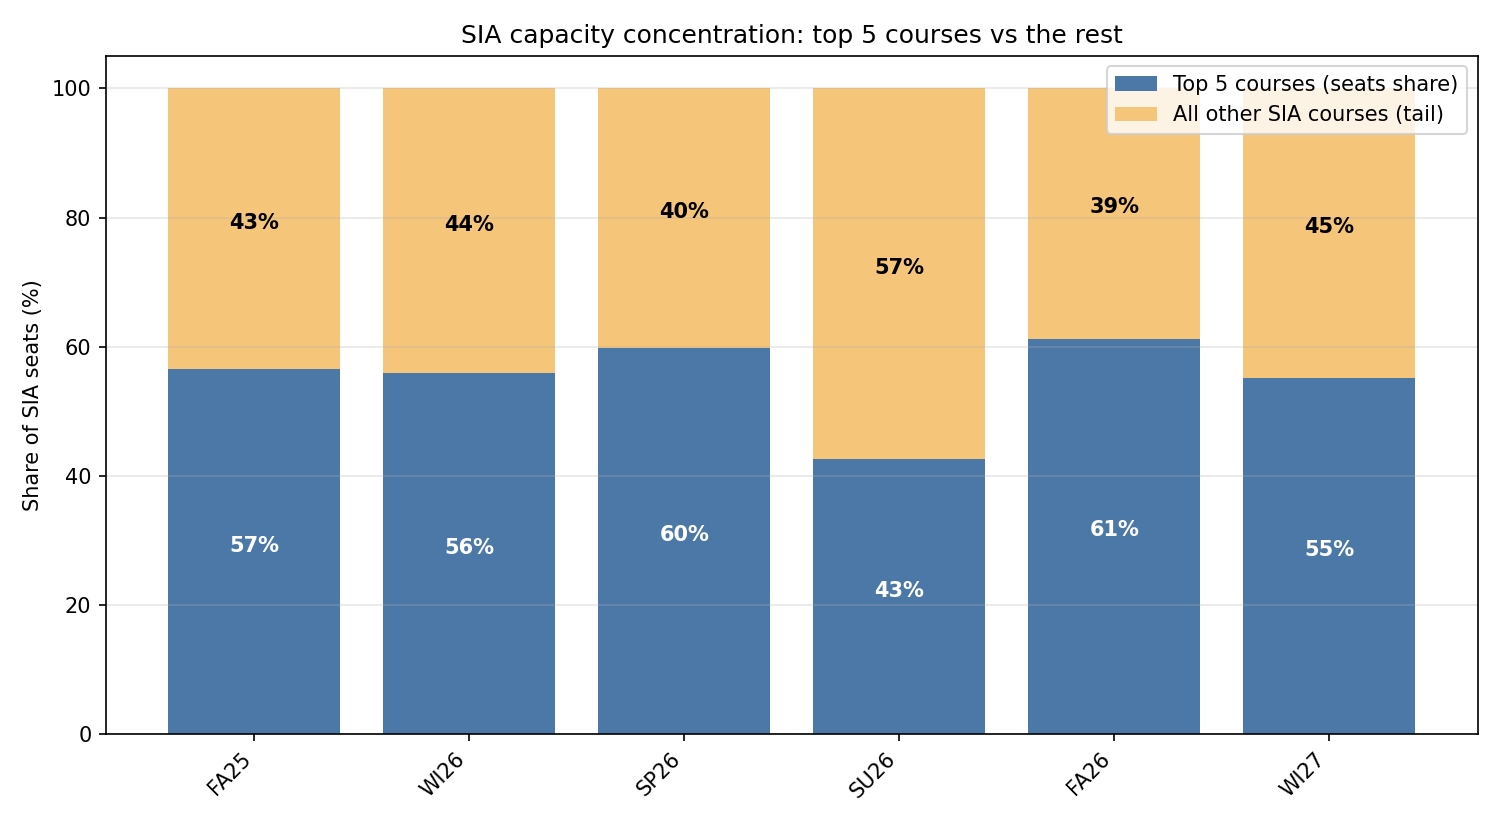 SIA capacity concentration: top 5 courses vs the rest
Top 5 courses (seats share)
All other SIA courses (tail)
Share of SIA seats (%)
100
80
60
40
20
0
43%
44%
40%
57%
39%
45%
57%
56%
60%
43%
61%
55%
FA25
WI26
SP26
SU26
FA26
WI27